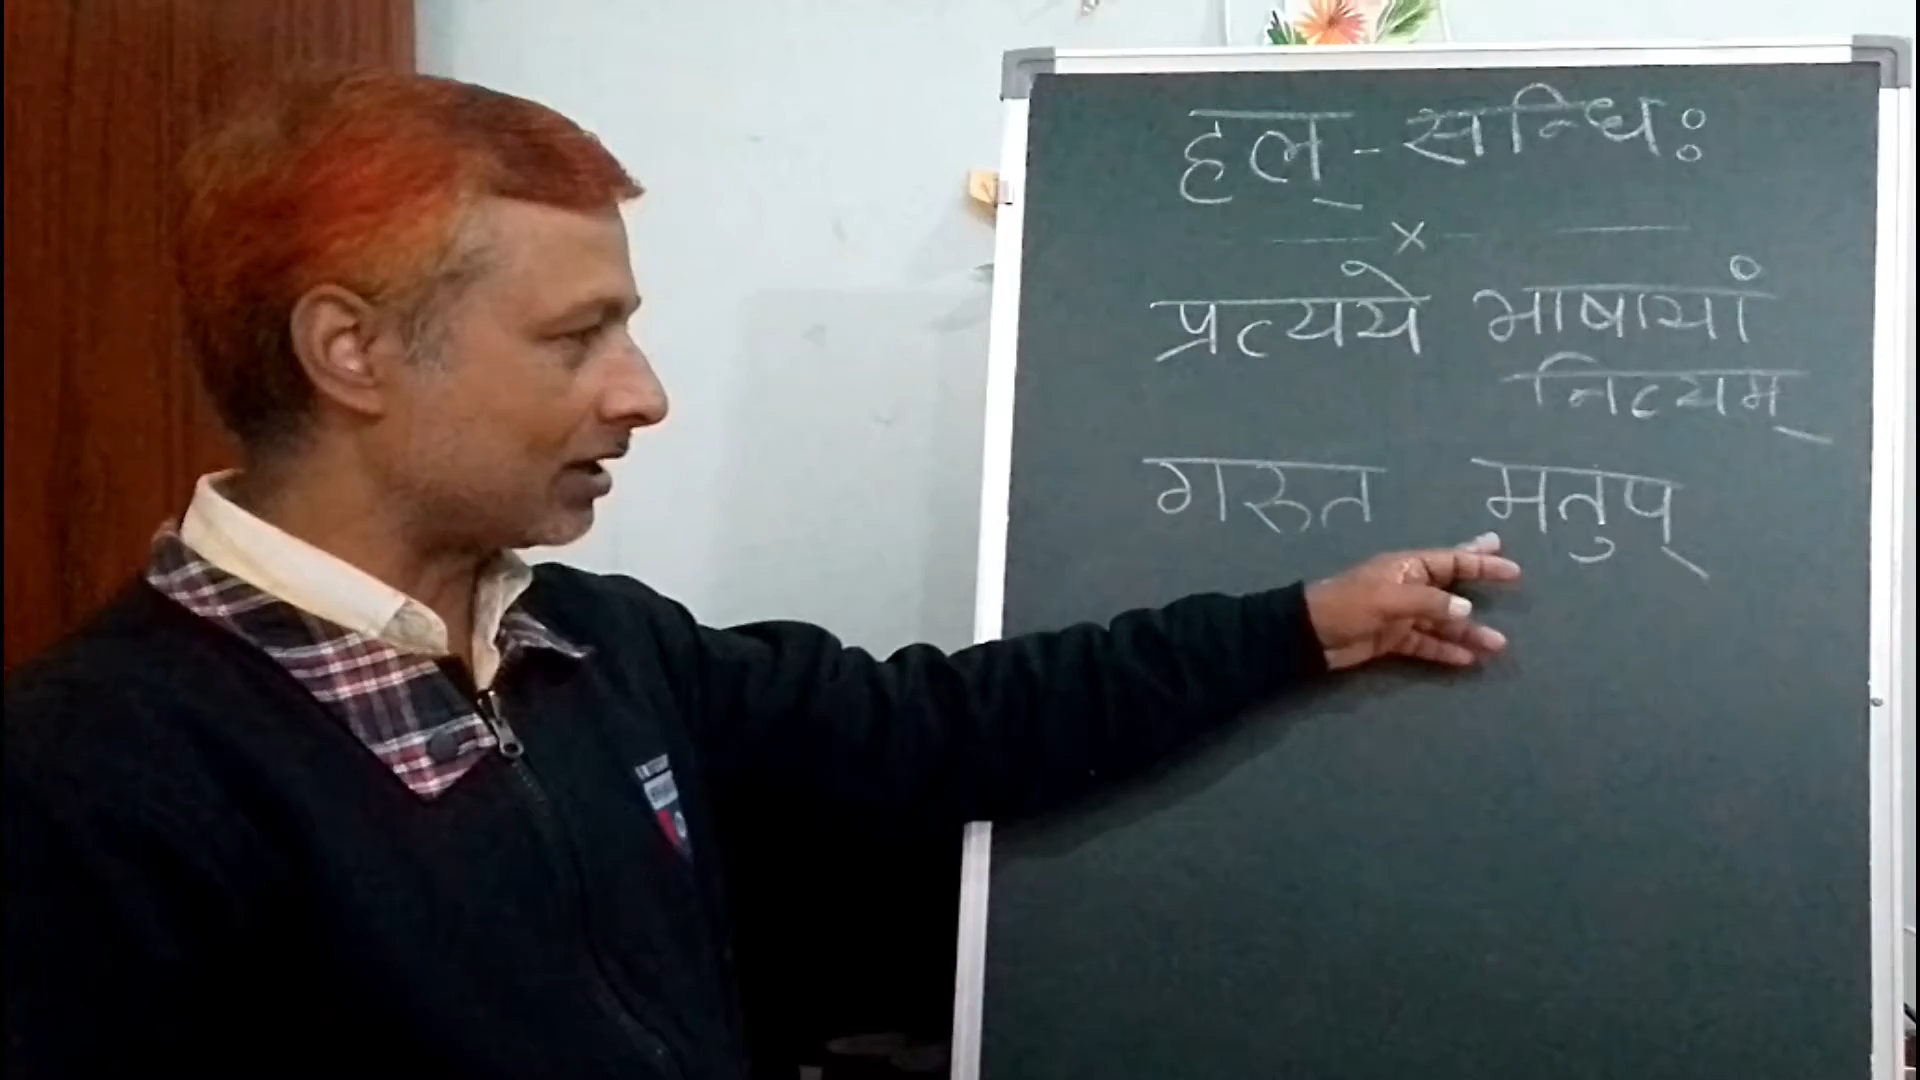 हल् - सन्धिः
x
प्रत्यये भाषायां
नित्यम्
गरुत मतुप्